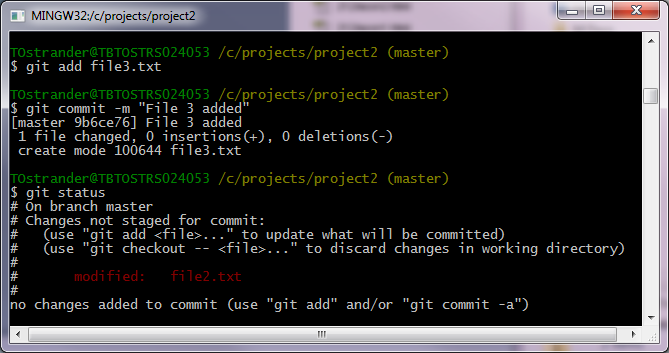 MINGW32:/c/projects/project2
TOstrander@TBTOSTRSO24053 /c/projects/project2 (master)
$ git add file3.txt
TOstrander@TBTOSTRSO24053 /c/projects/project2 (master)
$ git commit -m "File 3 added"
[master 9b6ce76] File 3 added
 1 file changed, 0 insertions(+), 0 deletions(-)
 create mode 100644 file3.txt
TOstrander@TBTOSTRSO24053 /c/projects/project2 (master)
$ git status
# On branch master
# Changes not staged for commit:
#   (use "git add <file>..." to update what will be committed)
#   (use "git checkout -- <file>..." to discard changes in working directory)
#
#       modified:   file2.txt
#
no changes added to commit (use "git add" and/or "git commit -a")